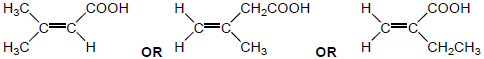 H₃C COOH H CH₂COOH H COOH
C=C C=C C=C
H₃C H OR H CH₃ OR H CH₂CH₃